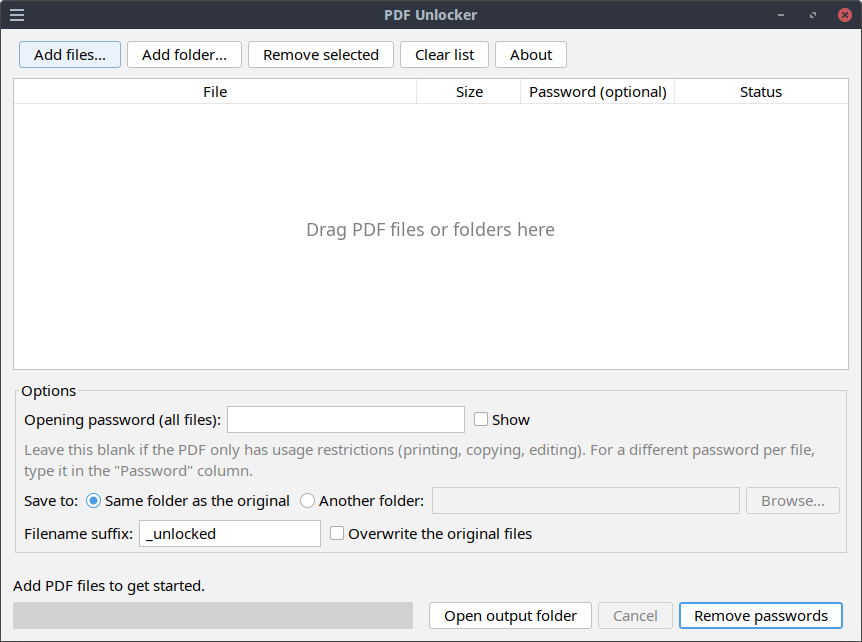 PDF Unlocker
Add files... Add folder... Remove selected Clear list About
File Size Password (optional) Status
Drag PDF files or folders here
Options
Opening password (all files): Show
Leave this blank if the PDF only has usage restrictions (printing, copying, editing). For a different password per file,
type it in the "Password" column.
Save to: Same folder as the original Another folder: Browse...
Filename suffix: _unlocked Overwrite the original files
Add PDF files to get started.
Open output folder Cancel Remove passwords